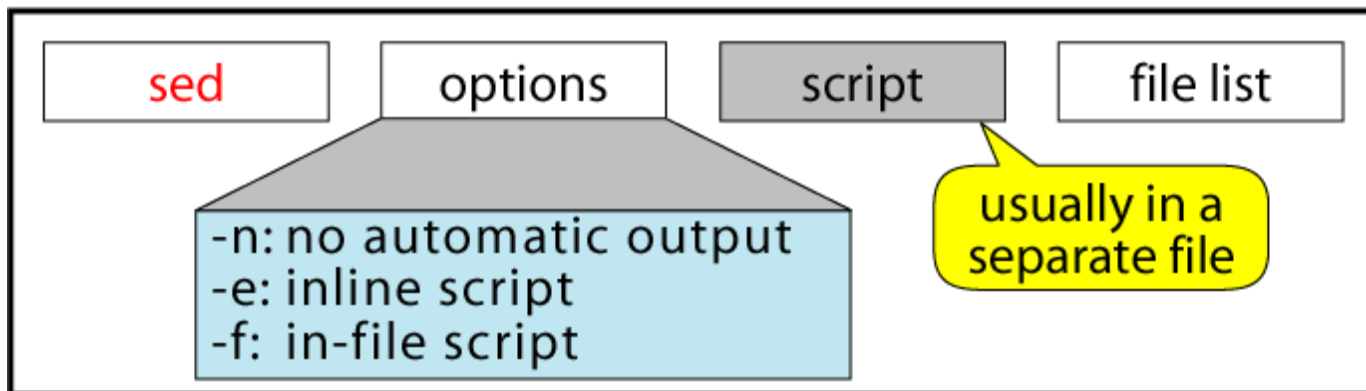 sed options script file list
usually in a
separate file
-n: no automatic output
-e: inline script
-f: in-file script